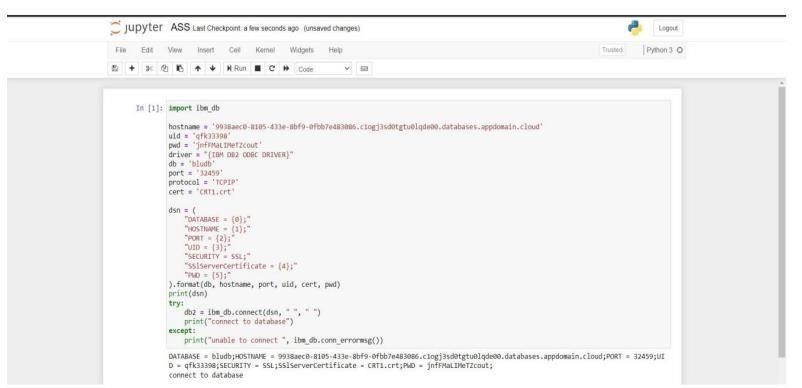 jupyter ASS Last Checkpoint: a few seconds ago (unsaved changes) Logout
File Edit View Insert Cell Kernel Widgets Help Trusted Python 3
Run Code
In [1]: import ibm_db
hostname = '9938aec0-8105-433e-8bf9-0fbb7e483086.c1ogj3sd0tgtu0lqde00.databases.appdomain.cloud'
uid = 'qfk33398'
pwd = 'jnfFMaLIMeTZcout'
driver = "{IBM DB2 ODBC DRIVER}"
db = 'bludb'
port = '32459'
protocol = 'TCPIP'
cert = 'CRT1.crt'
dsn = (
"DATABASE = {0};"
"HOSTNAME = {1};"
"PORT = {2};"
"UID = {3};"
"SECURITY = SSL;"
"SSlServerCertificate = {4};"
"PWD = {5};"
).format(db, hostname, port, uid, cert, pwd)
print(dsn)
try:
db2 = ibm_db.connect(dsn, " ", " ")
print("connect to database")
except:
print("unable to connect ", ibm_db.conn_errormsg())
DATABASE = bludb;HOSTNAME = 9938aec0-8105-433e-8bf9-0fbb7e483086.c1ogj3sd0tgtu0lqde00.databases.appdomain.cloud;PORT = 32459;UI
D = qfk33398;SECURITY = SSL;SSlServerCertificate = CRT1.crt;PWD = jnfFMaLIMeTZcout;
connect to database